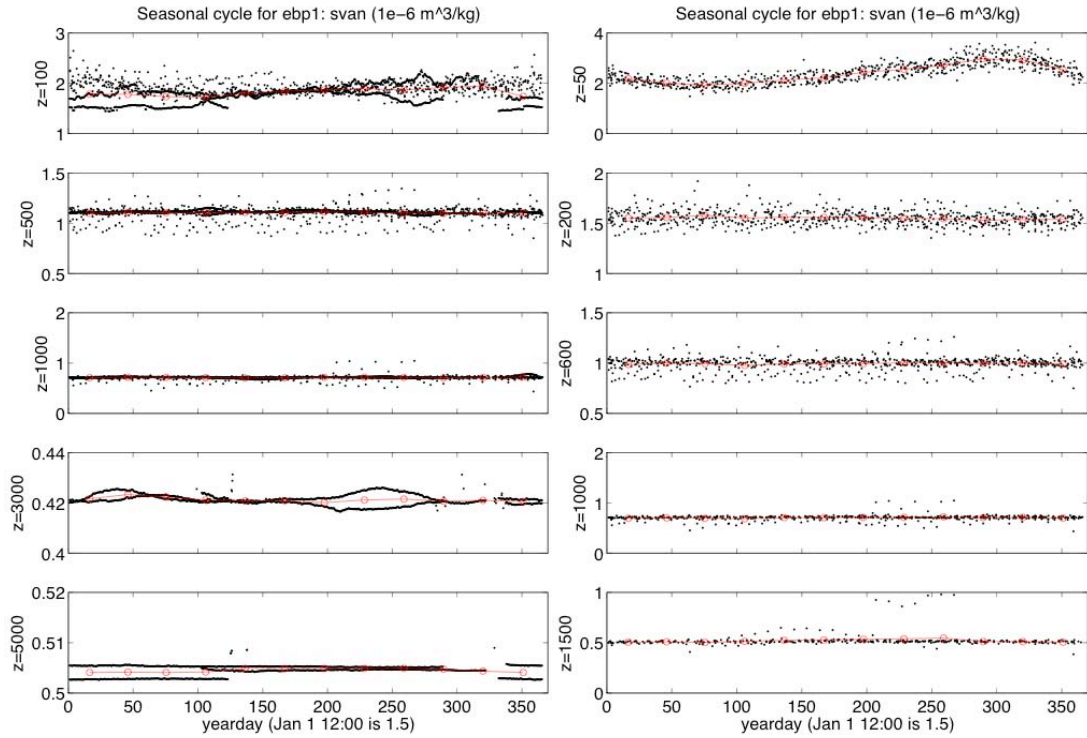 Seasonal cycle for ebp1: svan (1e-6 m^3/kg)
3
2
1
z=100
1.5
1
0.5
z=500
2
1
0
z=1000
0.44
0.42
0.4
z=3000
0.52
0.51
0.5
z=5000
0 50 100 150 200 250 300 350
yearday (Jan 1 12:00 is 1.5)
Seasonal cycle for ebp1: svan (1e-6 m^3/kg)
4
2
0
z=50
2
1.5
1
z=200
1.5
1
0.5
z=600
2
1
0
z=1000
1
0.5
0
z=1500
0 50 100 150 200 250 300 350
yearday (Jan 1 12:00 is 1.5)